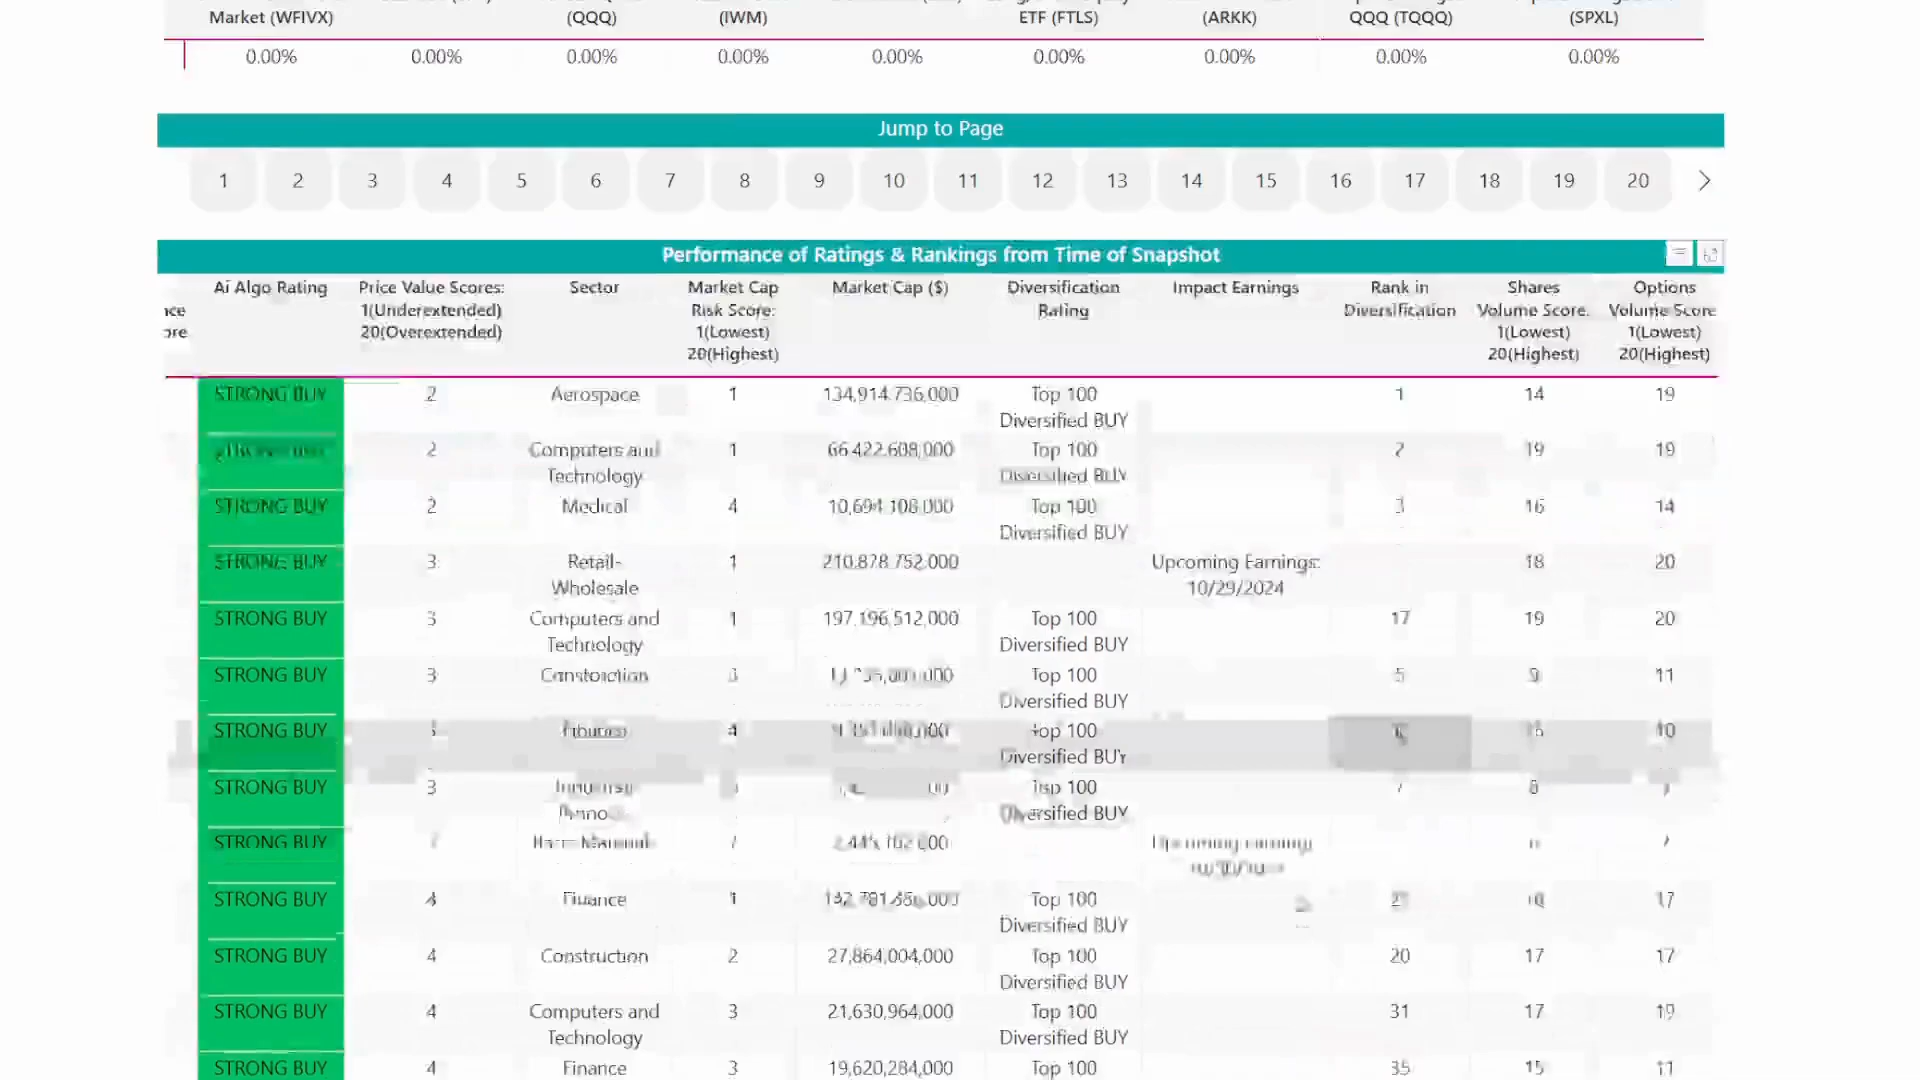 Market (WFIVX) (QQQ) (IWM) ETF (FTLS) (ARKK) QQQ (TQQQ) (SPXL)
0.00% 0.00% 0.00% 0.00% 0.00% 0.00% 0.00% 0.00% 0.00%
Jump to Page
1 2 3 4 5 6 7 8 9 10 11 12 13 14 15 16 17 18 19 20
Performance of Ratings & Rankings from Time of Snapshot
Ai Algo Rating Price Value Scores: Sector Market Cap Market Cap ($) Diversification Impact Earnings Rank in Shares Options
1(Underextended) Risk Score: Rating Diversification Volume Score: Volume Score
20(Overextended) 1(Lowest) 1(Lowest) 1(Lowest)
20(Highest) 20(Highest) 20(Highest)
STRONG BUY 2 Aerospace 1 134,914,736,000 Top 100 1 14 19
Diversified BUY
2 Computers and 1 66,422,608,000 Top 100 2 19 19
Technology Diversified BUY
STRONG BUY 2 Medical 4 10,694,108,000 Top 100 3 16 14
Diversified BUY
STRONG BUY 3 Retail- 1 210,878,752,000 Upcoming Earnings: 18 20
Wholesale 10/29/2024
STRONG BUY 3 Computers and 1 197,196,512,000 Top 100 17 19 20
Technology Diversified BUY
STRONG BUY 3 Construction Top 100 5 9 11
Diversified BUY
STRONG BUY 4 Top 100 10
Diversified BUY
STRONG BUY 3 Top 100 7 8
Diversified BUY
STRONG BUY
STRONG BUY 4 Finance 1 Top 100 17
Diversified BUY
STRONG BUY 4 Construction 2 27,864,004,000 Top 100 20 17 17
Diversified BUY
STRONG BUY 4 Computers and 3 21,630,964,000 Top 100 31 17 19
Technology Diversified BUY
STRONG BUY 4 Finance 3 19,620,284,000 Top 100 35 15 11